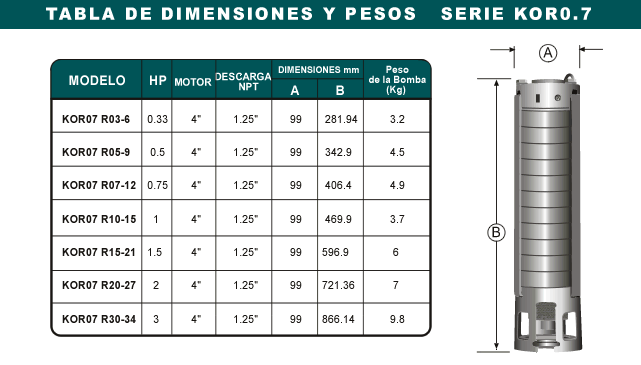 TABLA DE DIMENSIONES Y PESOS SERIE KOR0.7
MODELO HP MOTOR DESCARGA NPT DIMENSIONES mm A B Peso de la Bomba (Kg)
KOR07 R03-6 0.33 4" 1.25" 99 281.94 3.2
KOR07 R05-9 0.5 4" 1.25" 99 342.9 4.5
KOR07 R07-12 0.75 4" 1.25" 99 406.4 4.9
KOR07 R10-15 1 4" 1.25" 99 469.9 3.7
KOR07 R15-21 1.5 4" 1.25" 99 596.9 6
KOR07 R20-27 2 4" 1.25" 99 721.36 7
KOR07 R30-34 3 4" 1.25" 99 866.14 9.8
A
B